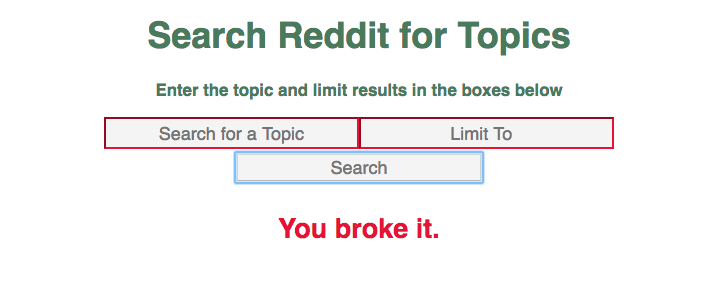 Search Reddit for Topics
Enter the topic and limit results in the boxes below
Search for a Topic Limit To
Search
You broke it.